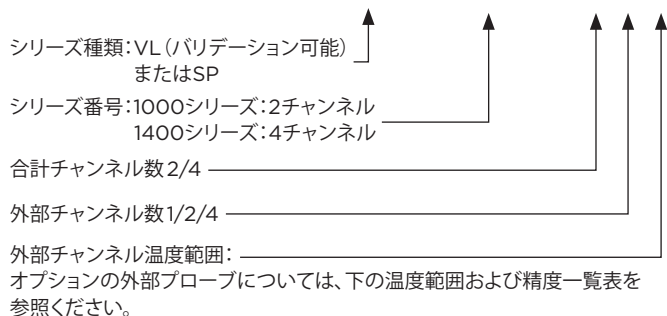 シリーズ種類：VL（バリデーション可能）
またはSP
シリーズ番号：1000シリーズ：2チャンネル
1400シリーズ：4チャンネル
合計チャンネル数 2/4
外部チャンネル数 1/2/4
外部チャンネル温度範囲：
オプションの外部プローブについては、下の温度範囲および精度一覧表を
参照ください。